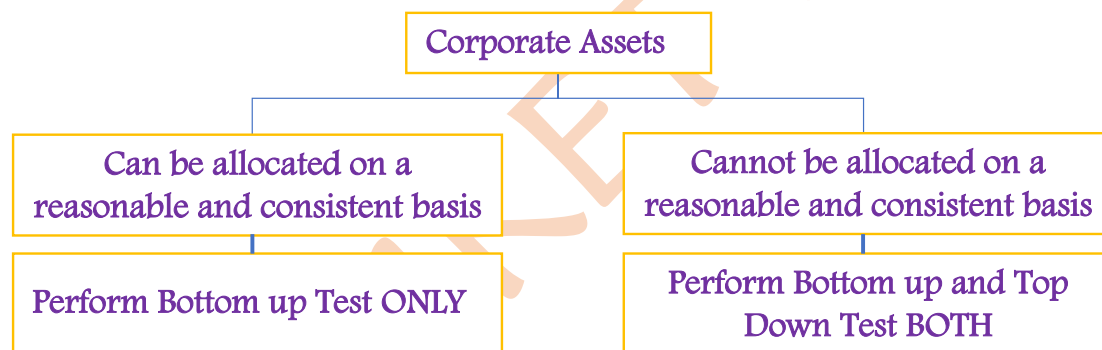 Corporate Assets
Can be allocated on a
reasonable and consistent basis
Cannot be allocated on a
reasonable and consistent basis
Perform Bottom up Test ONLY
Perform Bottom up and Top
Down Test BOTH